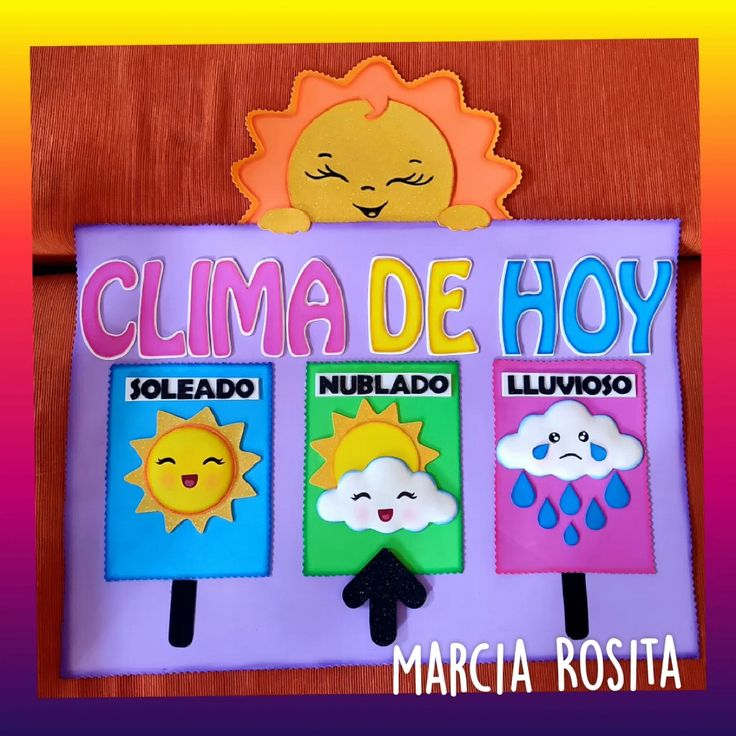 CLIMA DE HOY
SOLEADO
NUBLADO
LLUVIOSO
MARCIA ROSITA